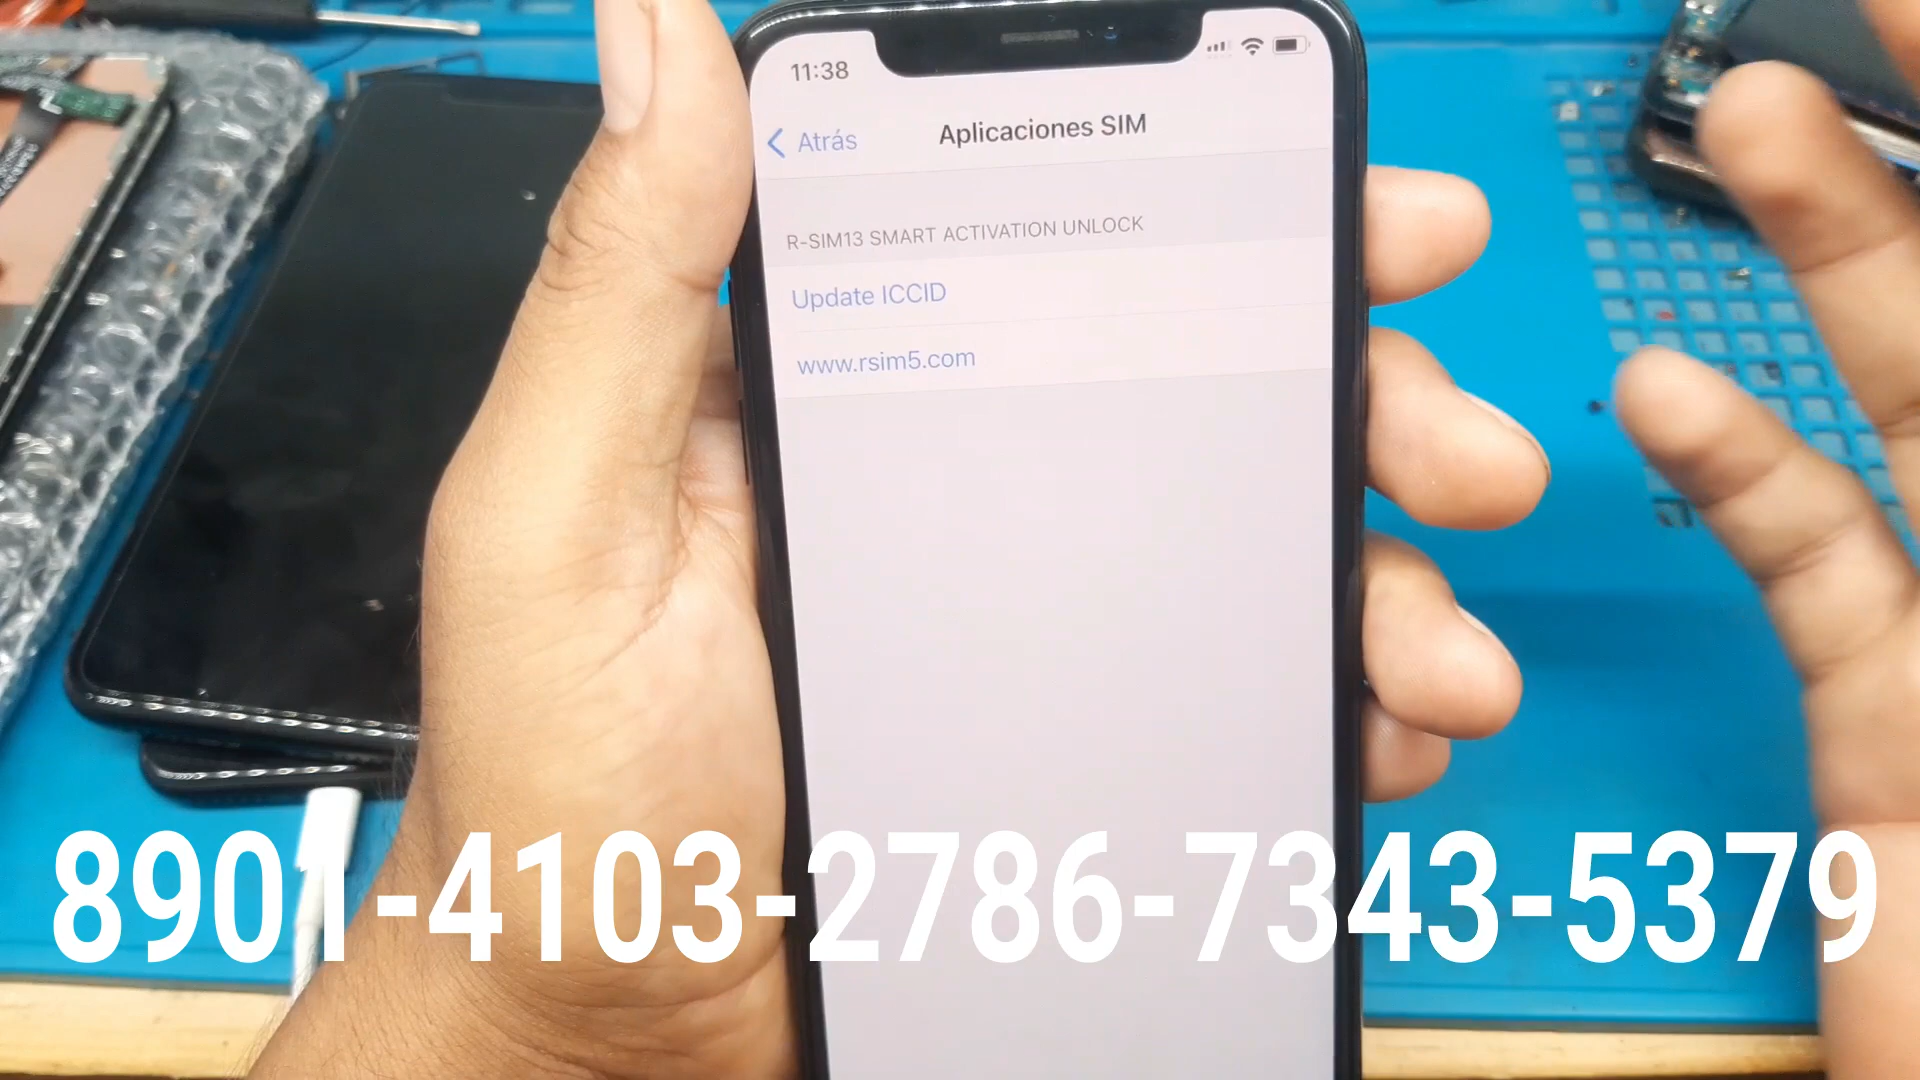 11:38
Atrás
Aplicaciones SIM
R-SIM13 SMART ACTIVATION UNLOCK
Update ICCID
www.rsim5.com
8901-4103-2786-7343-5379